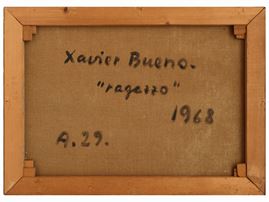 Xavier Bueno.
"ragazzo"
1968
A. 29.